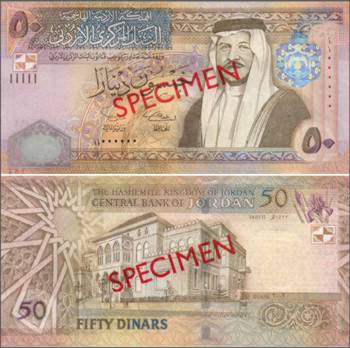 ٥٠
المملكة الأردنية الهاشمية
البنك المركزي الأردني
خمسون ديناراً
SPECIMEN
٥٠
THE HASHEMITE KINGDOM OF JORDAN
CENTRAL BANK OF JORDAN
50
SPECIMEN
50
FIFTY DINARS